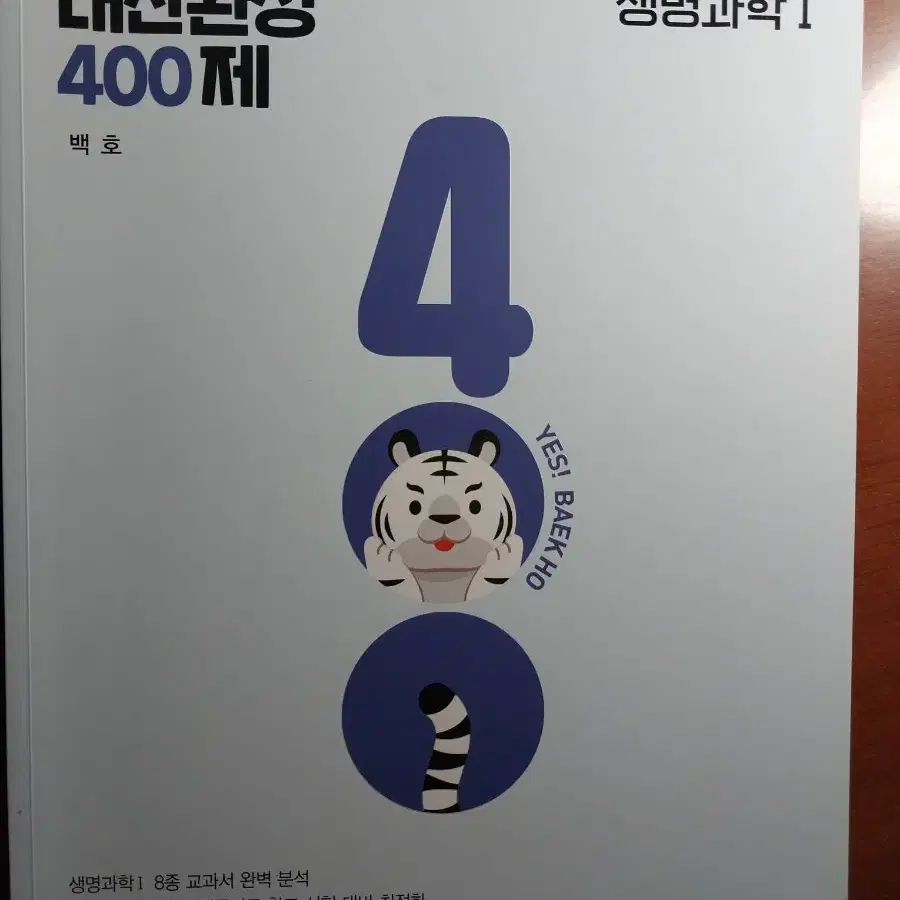 내신완성
생명과학 I
400제
백 호
4
YES! BAEK HO
생명과학 I 8종 교과서 완벽 분석